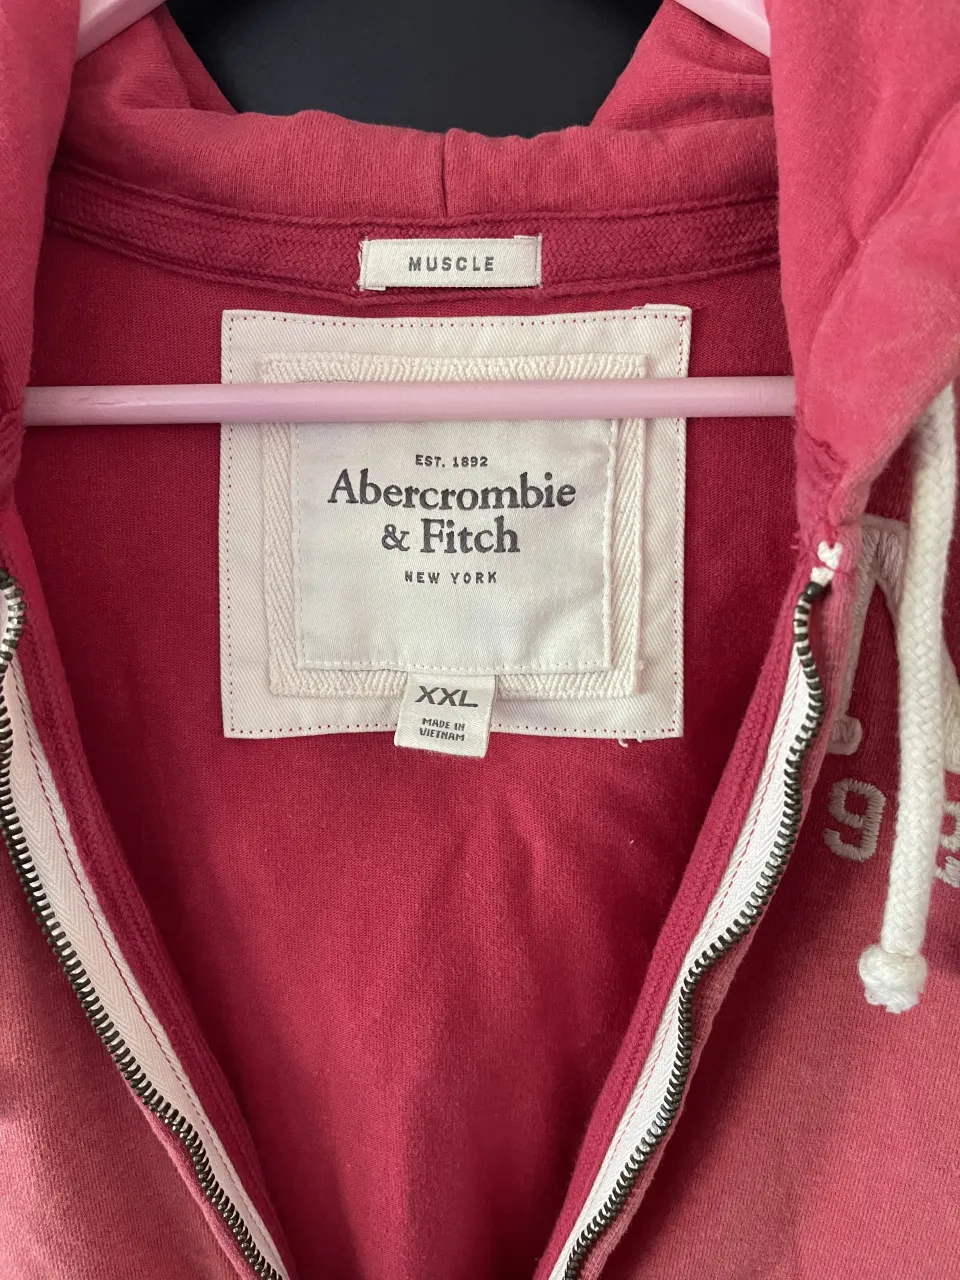 MUSCLE
EST. 1892
Abercrombie
& Fitch
NEW YORK
XXL
MADE IN
VIETNAM